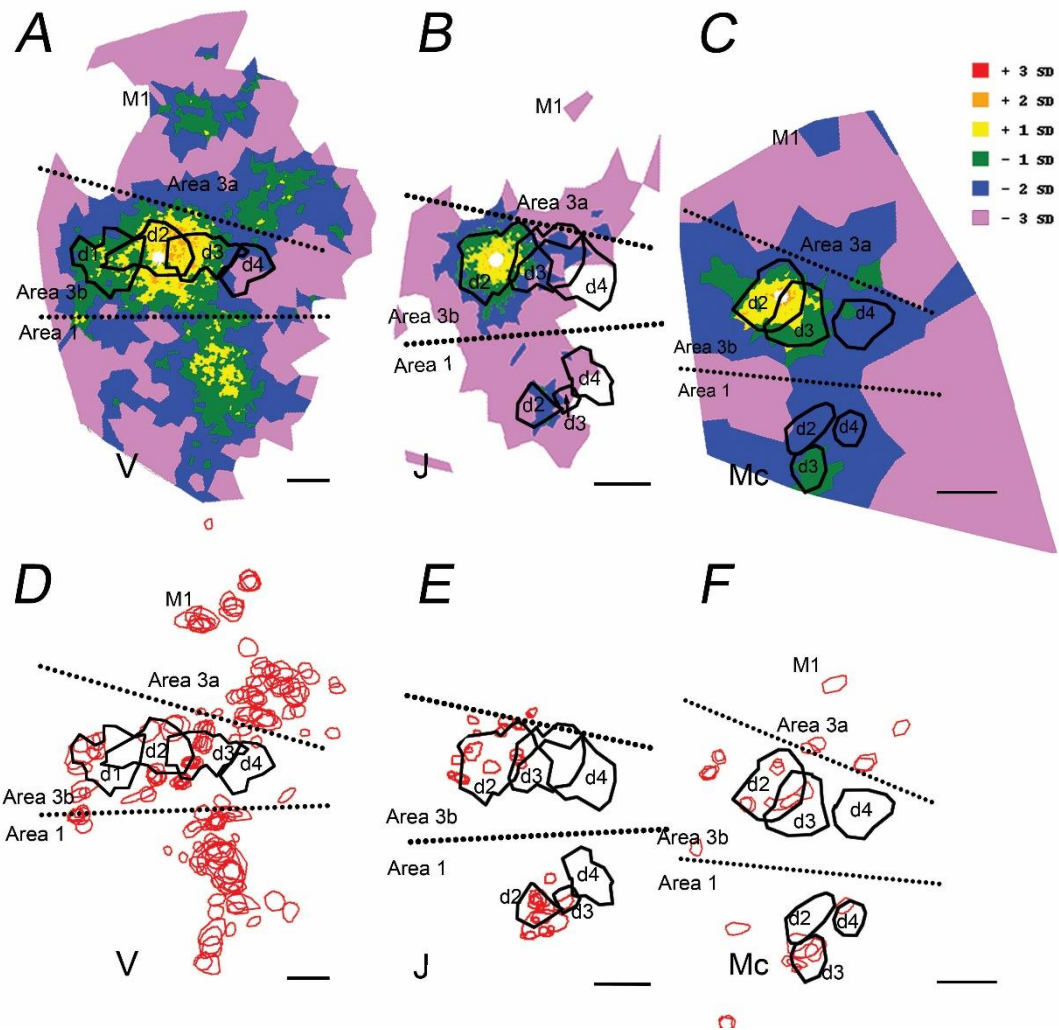 A
B
C
+ 3 SD
+ 2 SD
+ 1 SD
- 1 SD
- 2 SD
- 3 SD
M1
Area 3a
d1
d2
d3
d4
Area 3b
Area 1
V
M1
Area 3a
d2
d3
d4
Area 3b
Area 1
d4
d2
d3
J
M1
Area 3a
d2
d3
d4
Area 3b
Area 1
d2
d4
d3
Mc
D
E
F
M1
Area 3a
d1
d2
d3
d4
Area 3b
Area 1
V
d2
d3
d4
Area 3b
Area 1
d4
d2
d3
J
M1
Area 3a
d2
d3
d4
Area 3b
Area 1
d2
d4
d3
Mc